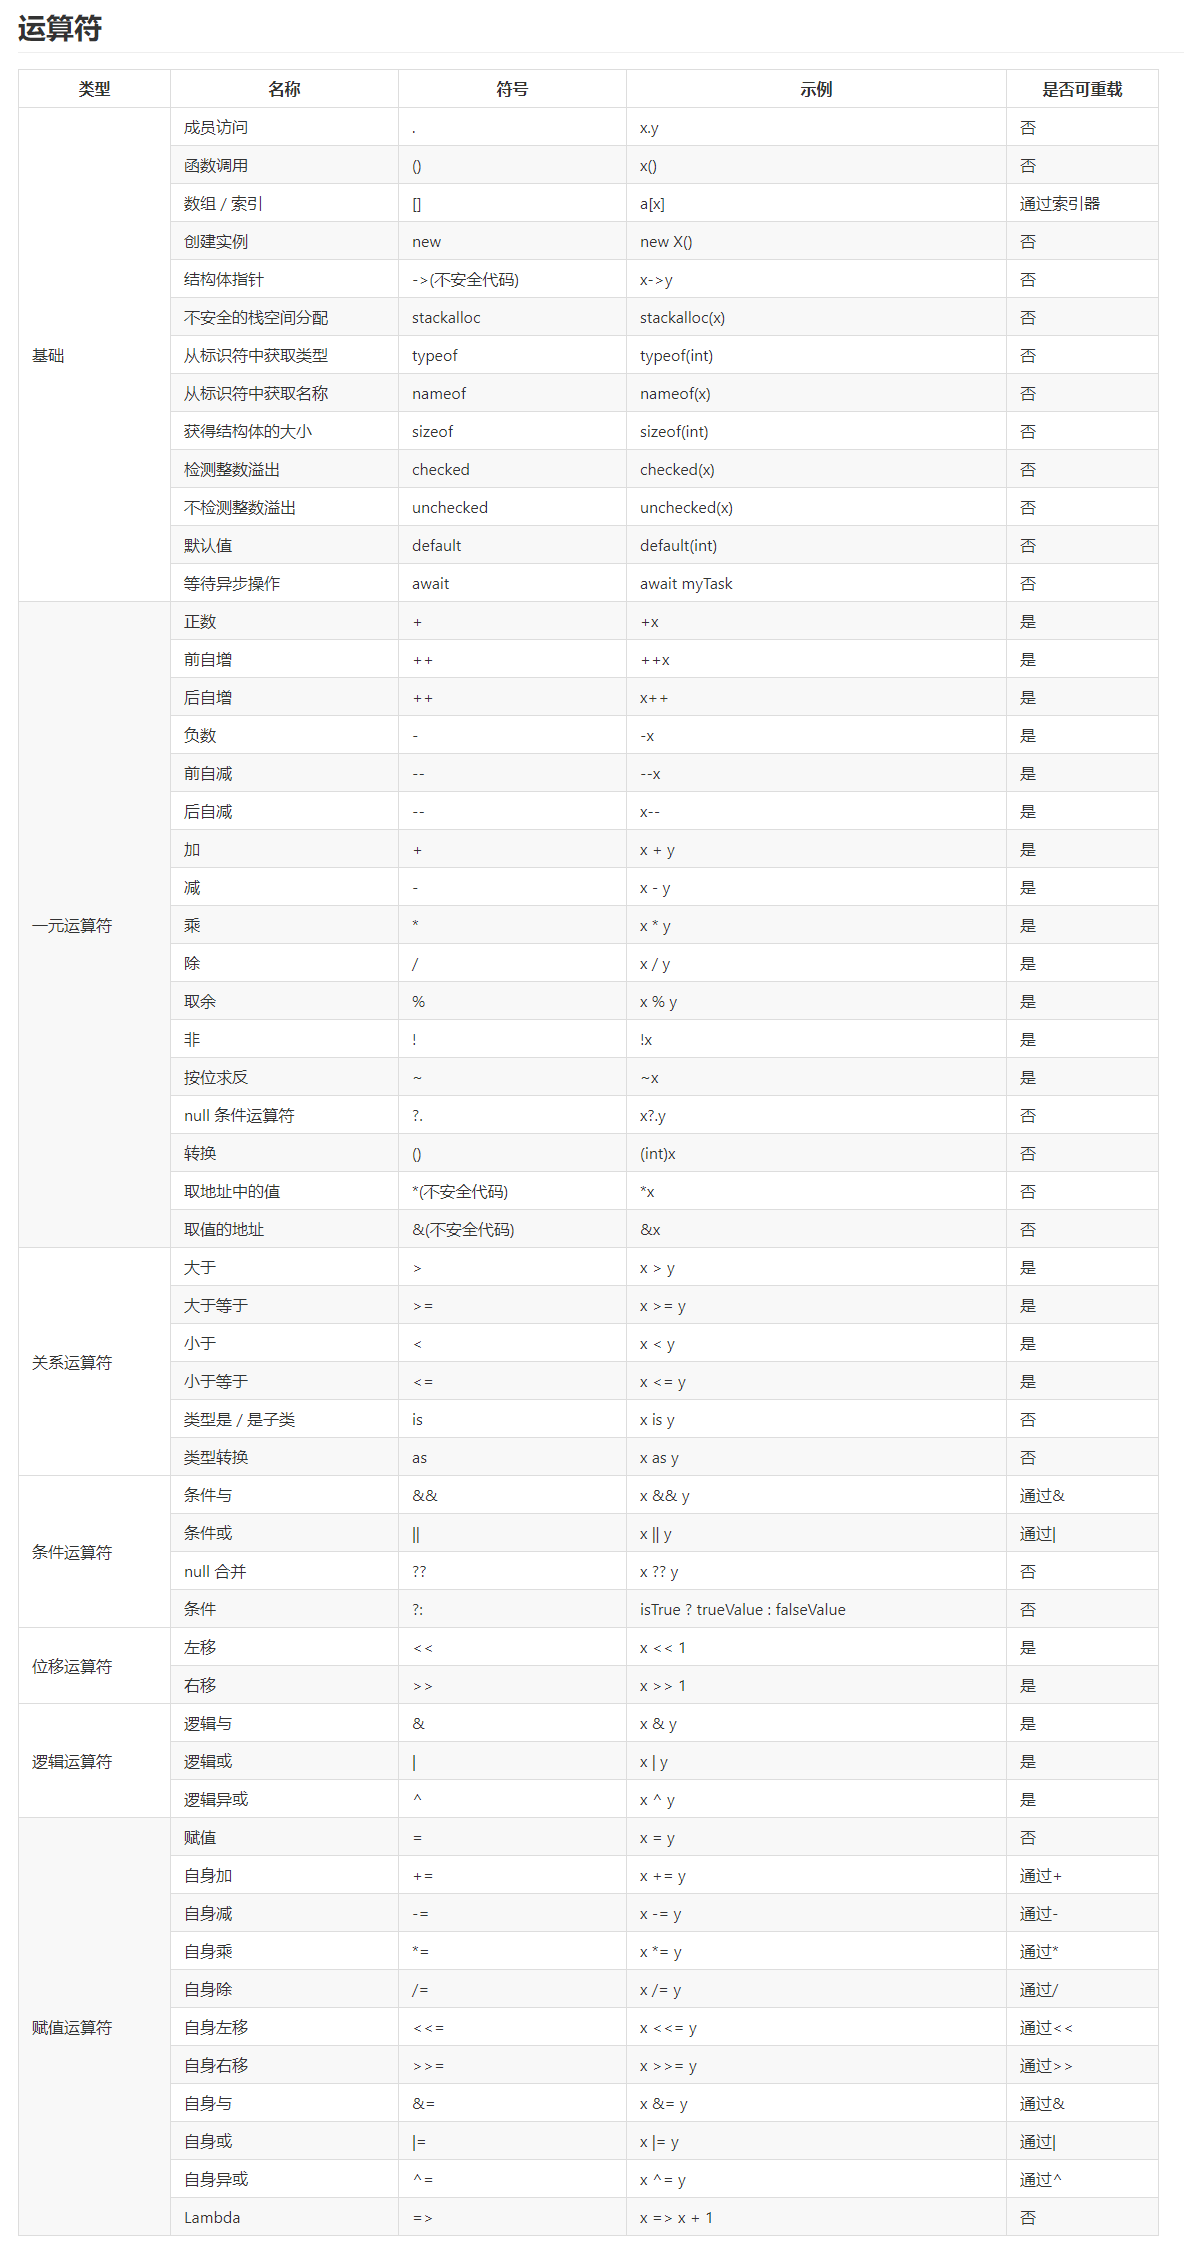 运算符
类型 名称 符号 示例 是否可重载
基础 成员访问 . x.y 否
函数调用 () x() 否
数组 / 索引 [] a[x] 通过索引器
创建实例 new new X() 否
结构体指针 ->(不安全代码) x->y 否
不安全的栈空间分配 stackalloc stackalloc(x) 否
从标识符中获取类型 typeof typeof(int) 否
从标识符中获取名称 nameof nameof(x) 否
获得结构体的大小 sizeof sizeof(int) 否
检测整数溢出 checked checked(x) 否
不检测整数溢出 unchecked unchecked(x) 否
默认值 default default(int) 否
等待异步操作 await await myTask 否
一元运算符 正数 + +x 是
前自增 ++ ++x 是
后自增 ++ x++ 是
负数 - -x 是
前自减 -- --x 是
后自减 -- x-- 是
加 + x + y 是
减 - x - y 是
乘 * x * y 是
除 / x / y 是
取余 % x % y 是
非 ! !x 是
按位求反 ~ ~x 是
null 条件运算符 ?. x?.y 否
转换 () (int)x 否
取地址中的值 *(不安全代码) *x 否
取值的地址 &(不安全代码) &x 否
关系运算符 大于 > x > y 是
大于等于 >= x >= y 是
小于 < x < y 是
小于等于 <= x <= y 是
类型是 / 是子类 is x is y 否
类型转换 as x as y 否
条件运算符 条件与 && x && y 通过&
条件或 || x || y 通过|
null 合并 ?? x ?? y 否
条件 ?: isTrue ? trueValue : falseValue 否
位移运算符 左移 << x << 1 是
右移 >> x >> 1 是
逻辑运算符 逻辑与 & x & y 是
逻辑或 | x | y 是
逻辑异或 ^ x ^ y 是
赋值运算符 赋值 = x = y 否
自身加 += x += y 通过+
自身减 -= x -= y 通过-
自身乘 *= x *= y 通过*
自身除 /= x /= y 通过/
自身左移 <<= x <<= y 通过<<
自身右移 >>= x >>= y 通过>>
自身与 &= x &= y 通过&
自身或 |= x |= y 通过|
自身异或 ^= x ^= y 通过^
Lambda => x => x + 1 否